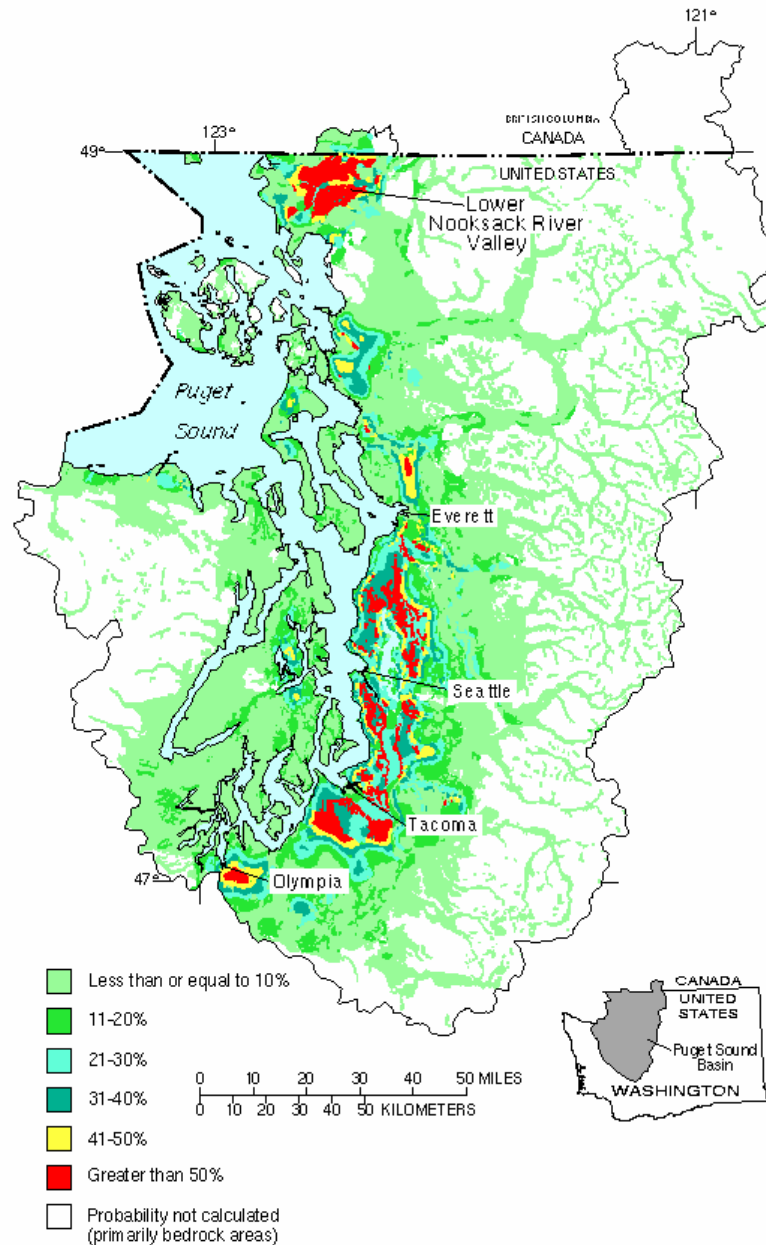 121°
BRITISH COLUMBIA
123°
CANADA
49°
UNITED STATES
Lower
Nooksack River
Valley
Puget
Sound
Everett
Seattle
Tacoma
47°
Olympia
Less than or equal to 10%
11-20%
21-30%
31-40%
41-50%
Greater than 50%
Probability not calculated
(primarily bedrock areas)
0 10 20 30 40 50 MILES
0 10 20 30 40 50 KILOMETERS
CANADA
UNITED
STATES
Puget Sound
Basin
WASHINGTON